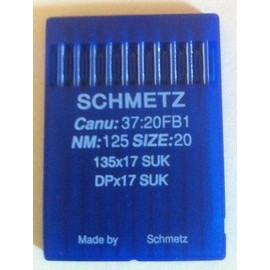 SCHMETZ
Canu: 37:20FB1
NM: 125 SIZE: 20
135x17 SUK
DPx17 SUK
Made by Schmetz